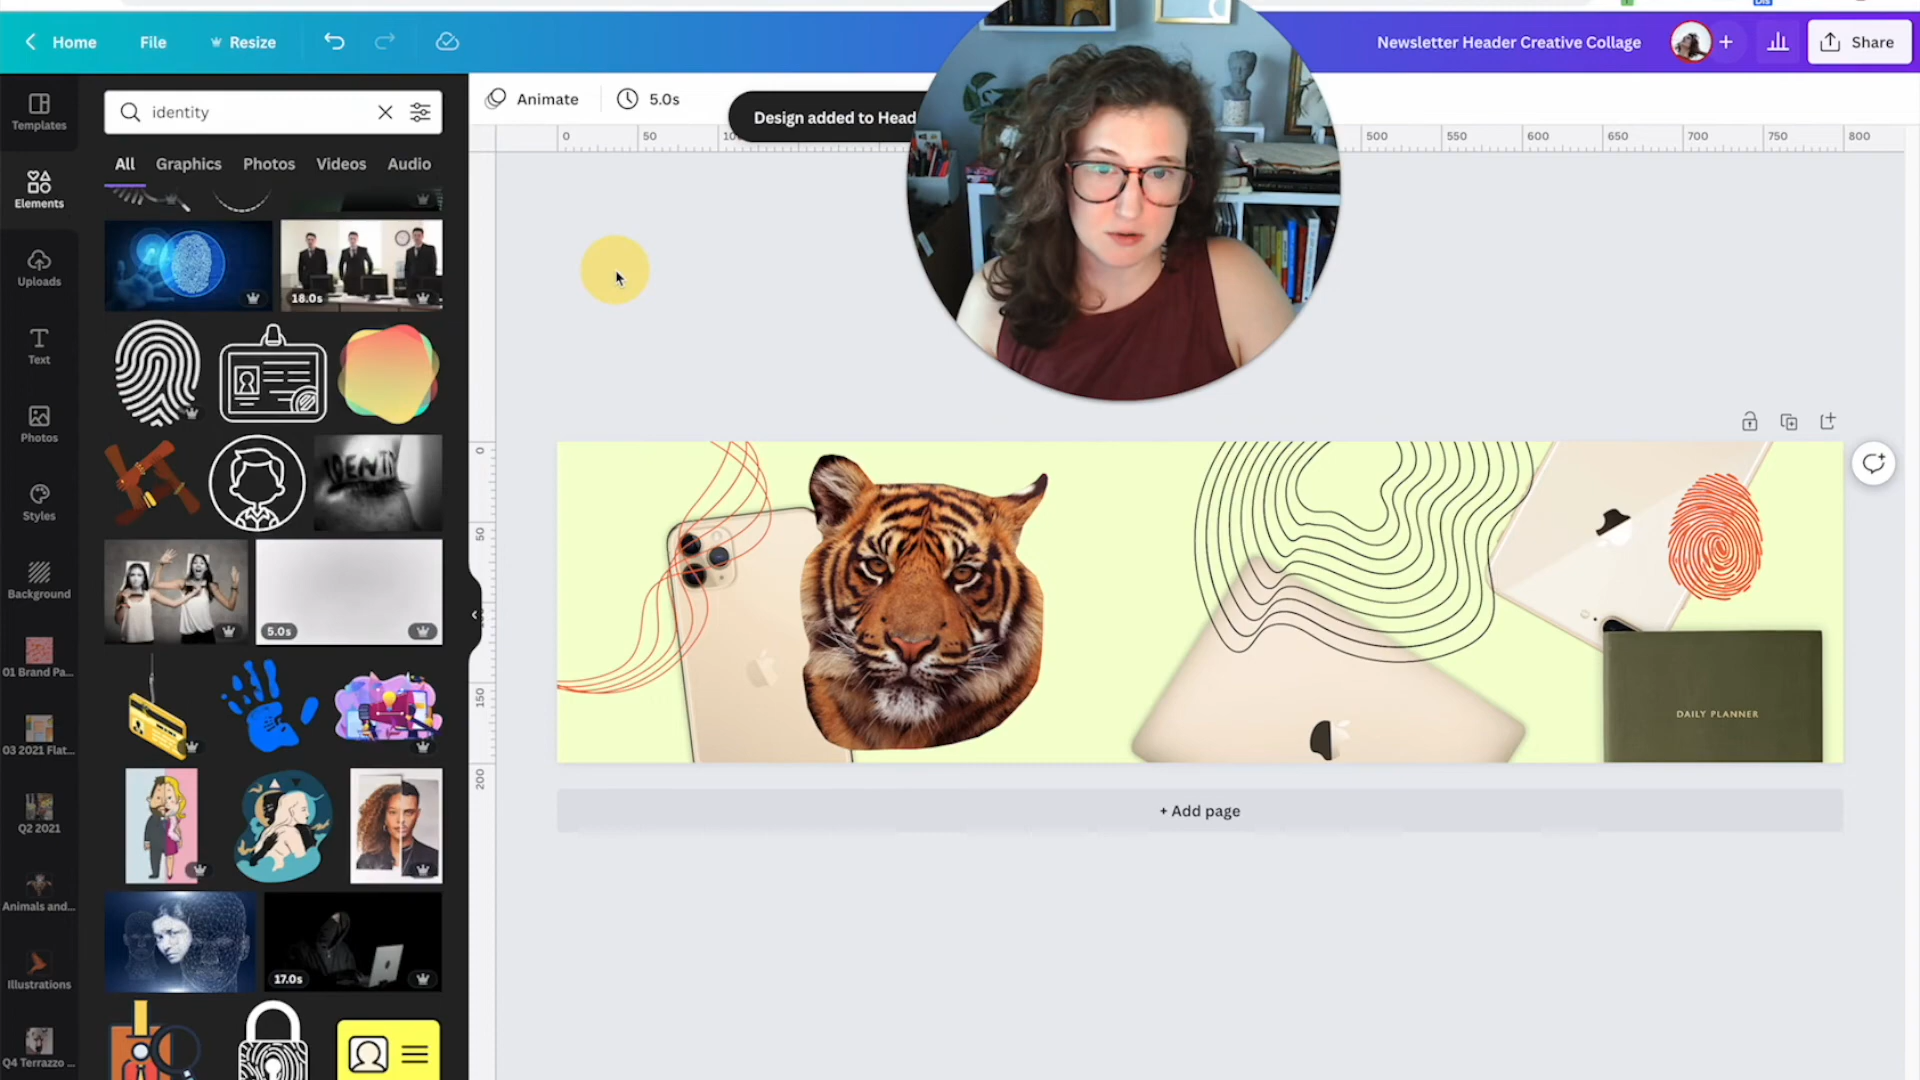 Home
File
Resize
Newsletter Header Creative Collage
Share
Templates
identity
Animate
5.0s
Design added to Head
0
50
500
550
600
650
700
750
800
All
Graphics
Photos
Videos
Audio
Elements
Uploads
Text
Photos
Styles
Background
01 Brand Pa...
03 2021 Flat...
Q2 2021
Animals and...
Illustrations
Q4 Terrazzo ...
18.0s
5.0s
17.0s
0
50
150
200
DAILY PLANNER
+ Add page